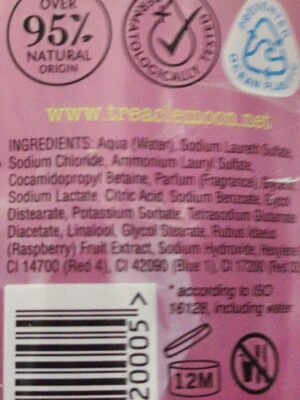 OVER
95%
NATURAL
ORIGIN
DERMATOLOGICALLY TESTED
www.treaclemoon.net
INGREDIENTS: Aqua (Water), Sodium Laureth Sulfate,
Sodium Chloride, Ammonium Lauryl Sulfate,
Cocamidopropyl Betaine, Parfum (Fragrance),
Sodium Lactate, Citric Acid, Sodium Benzoate, Glycol
Distearate, Potassium Sorbate, Tetrasodium Glutamate
Diacetate, Linalool, Glycol Stearate, Rubus Idaeus
(Raspberry) Fruit Extract, Sodium Hydroxide,
CI 14700 (Red 4), CI 42090 (Blue 1), CI 17200
* according to ISO
16128, including water
20005
12M